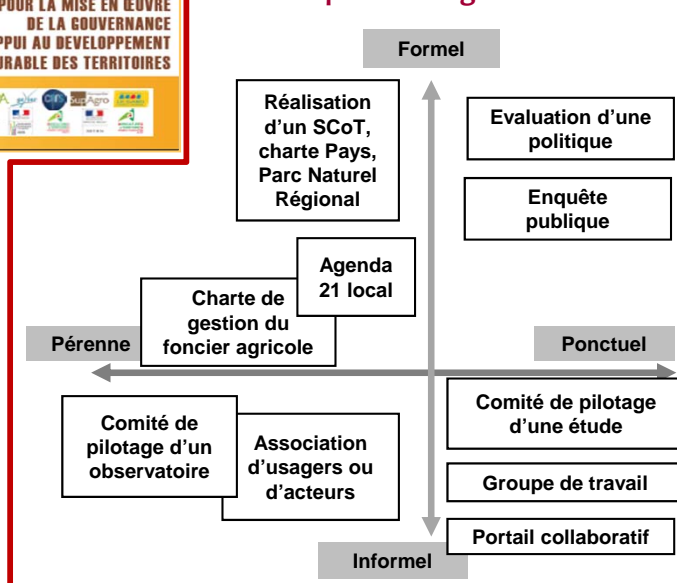 POUR LA MISE EN ŒUVRE
DE LA GOUVERNANCE
APPUI AU DEVELOPPEMENT
DURABLE DES TERRITOIRES
SupAgro
Formel
Réalisation
d'un SCoT,
charte Pays,
Parc Naturel
Régional
Evaluation d'une
politique
Enquête
publique
Agenda
21 local
Charte de
gestion du
foncier agricole
Pérenne
Ponctuel
Comité de
pilotage d'un
observatoire
Association
d'usagers ou
d'acteurs
Comité de pilotage
d'une étude
Groupe de travail
Portail collaboratif
Informel